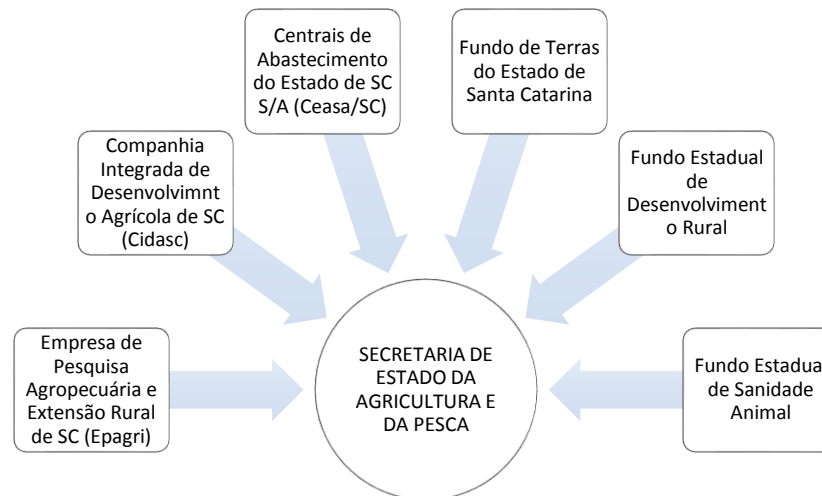 Centrais de
Abastecimento
do Estado de SC
S/A (Ceasa/SC)
Fundo de Terras
do Estado de
Santa Catarina
Companhia
Integrada de
Desenvolvimnt
o Agrícola de SC
(Cidasc)
Fundo Estadual
de
Desenvolviment
o Rural
Empresa de
Pesquisa
Agropecuária e
Extensão Rural
de SC (Epagri)
SECRETARIA DE
ESTADO DA
AGRICULTURA E
DA PESCA
Fundo Estadua
de Sanidade
Animal